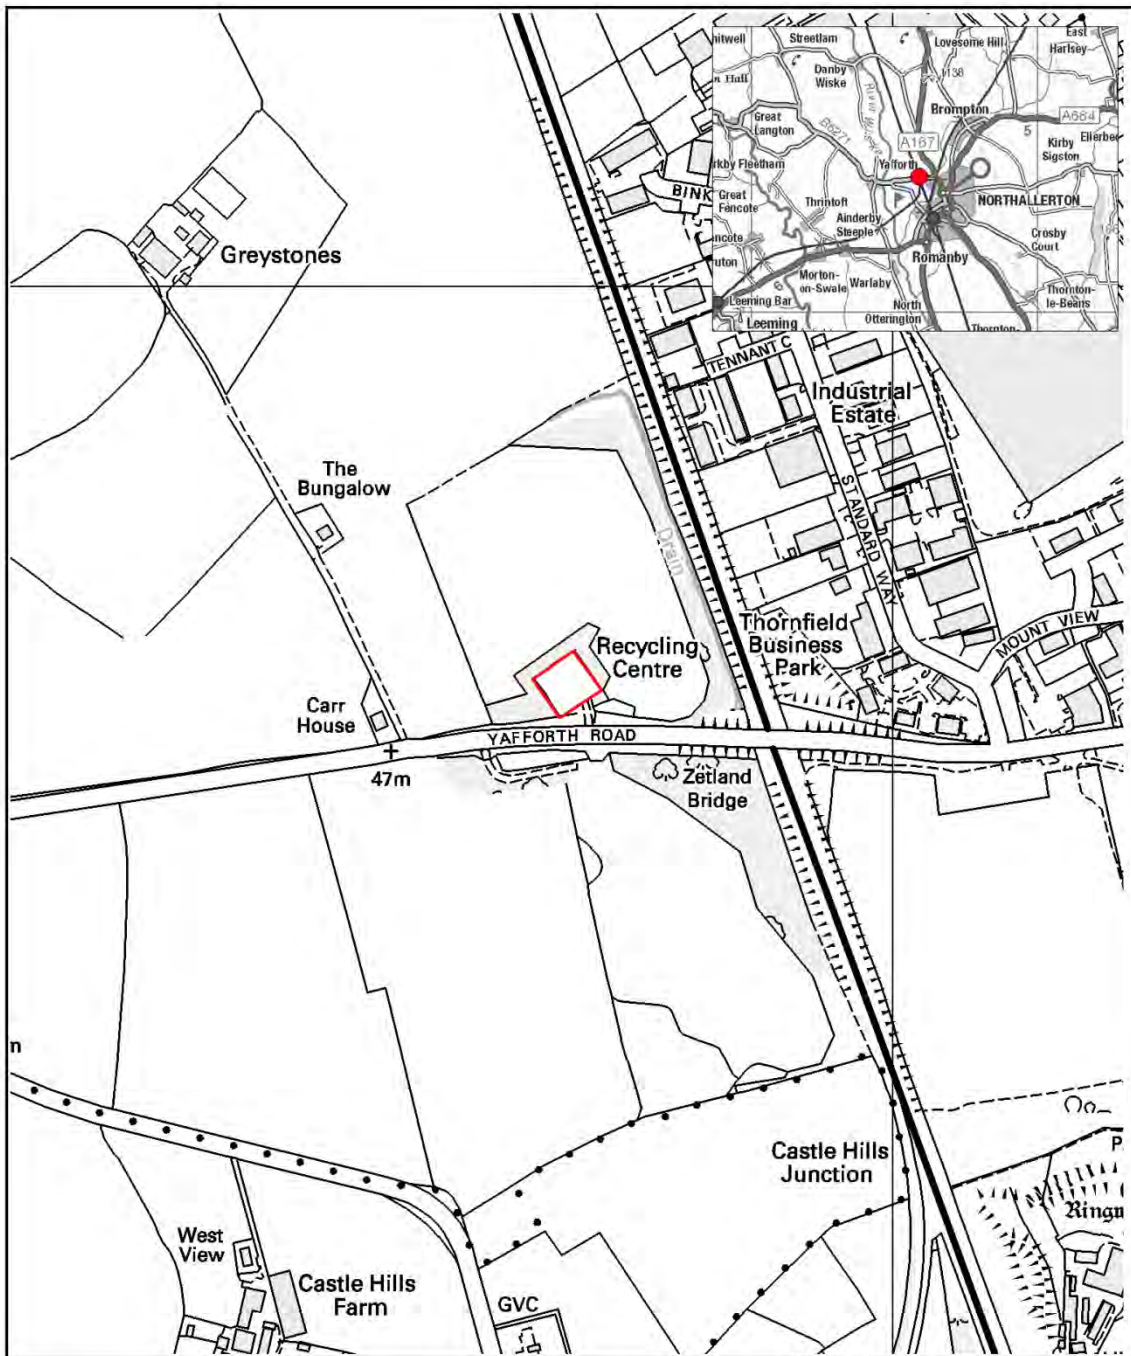 Streetlam
Lovesome Hill
East
Harlsey
Danby
Wiske
Brompton
A684
Great
Langton
B6271
A167
5
Kirby
Sigston
Yafforth
Great
Fencote
Thrintoft
Ainderby
Steeple
NORTHALLERTON
Crosby
Court
Romanby
Morton-
on-Swale
Warlaby
6
Leeming Bar
Leeming
North
Otterington
Thornton-
le-Beans
BINK
Greystones
TENNANT C
Industrial
Estate
The
Bungalow
STANDARD WAY
Drain
Thornfield
Business
Park
MOUNT VIEW
Recycling
Centre
Carr
House
YAFFORTH ROAD
47m
Zetland
Bridge
Castle Hills
Junction
West
View
Castle Hills
Farm
GVC